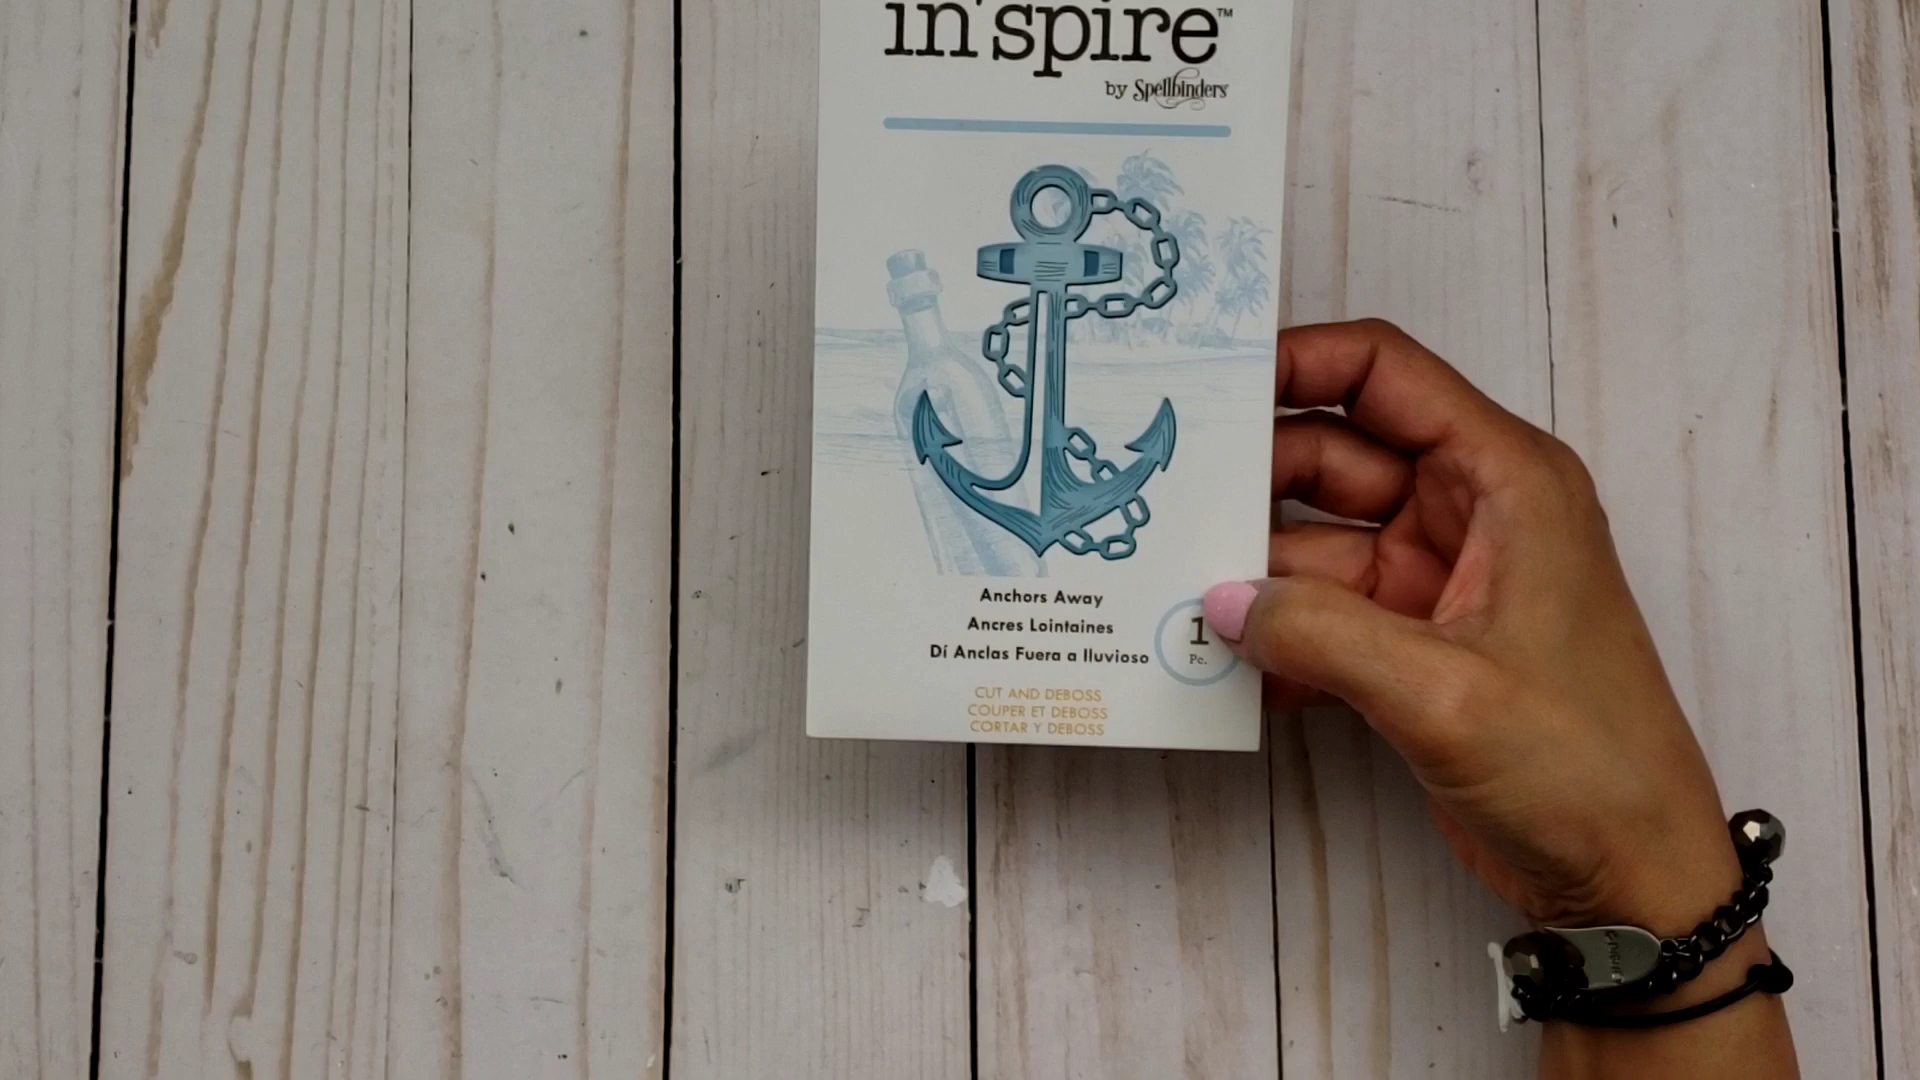 in'spire™
by Spellbinders
Anchors Away
Ancres Lointaines
Dí Anclas Fuera a lluvioso
1
Pc.
CUT AND DEBOSS
COUPER ET DEBOSS
CORTAR Y DEBOSS